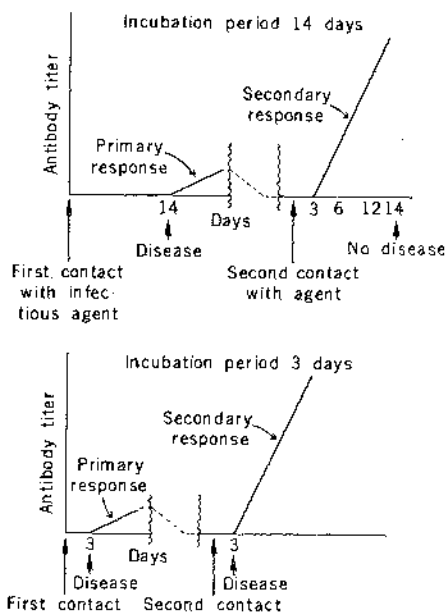 Incubation period 14 days
Antibody titer
Secondary
response
Primary
response
14
Days
3 6 12 14
Disease
No disease
First contact
with infec-
tious agent
Second contact
with agent
Incubation period 3 days
Antibody titer
Secondary
response
Primary
response
3
Days
3
Disease
Disease
First contact
Second contact